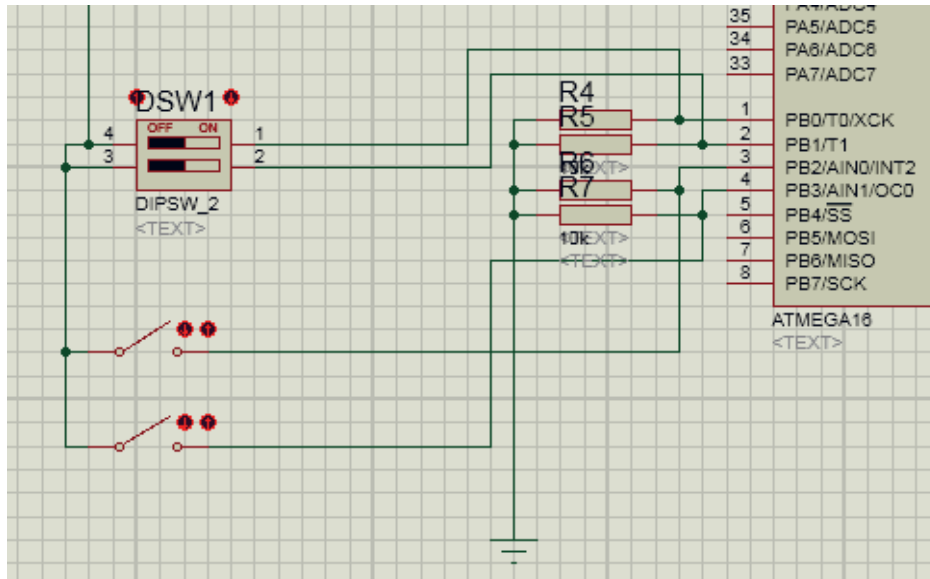 35
PA5/ADC5
34
PA6/ADC6
33
PA7/ADC7
DSW1
OFF ON
4
3
1
2
DIPSW_2
<TEXT>
R4
R5
R6
R7
10k
<TEXT>
1
PB0/T0/XCK
2
PB1/T1
3
PB2/AIN0/INT2
4
PB3/AIN1/OC0
5
PB4/SS
6
PB5/MOSI
7
PB6/MISO
8
PB7/SCK
ATMEGA16
<TEXT>